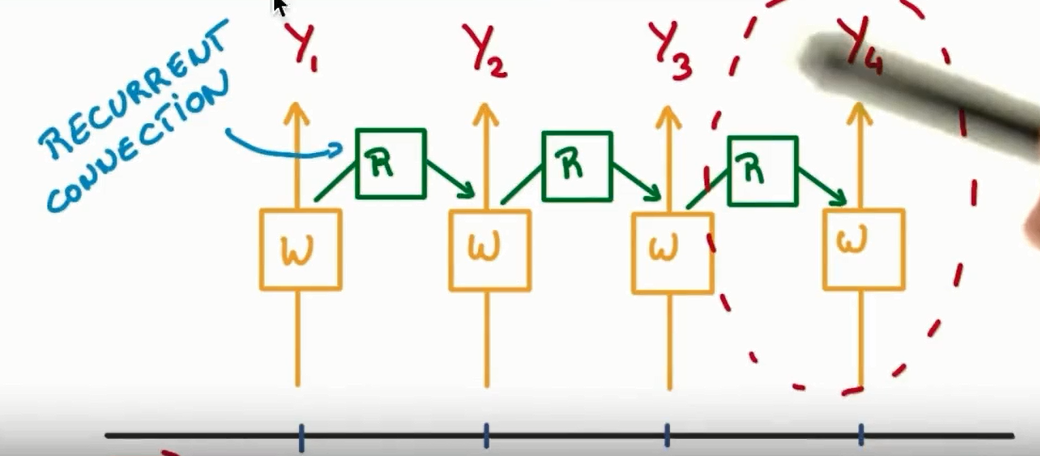 RECURRENT
CONNECTION
Y1 Y2 Y3 Y4
R R R
W W W W